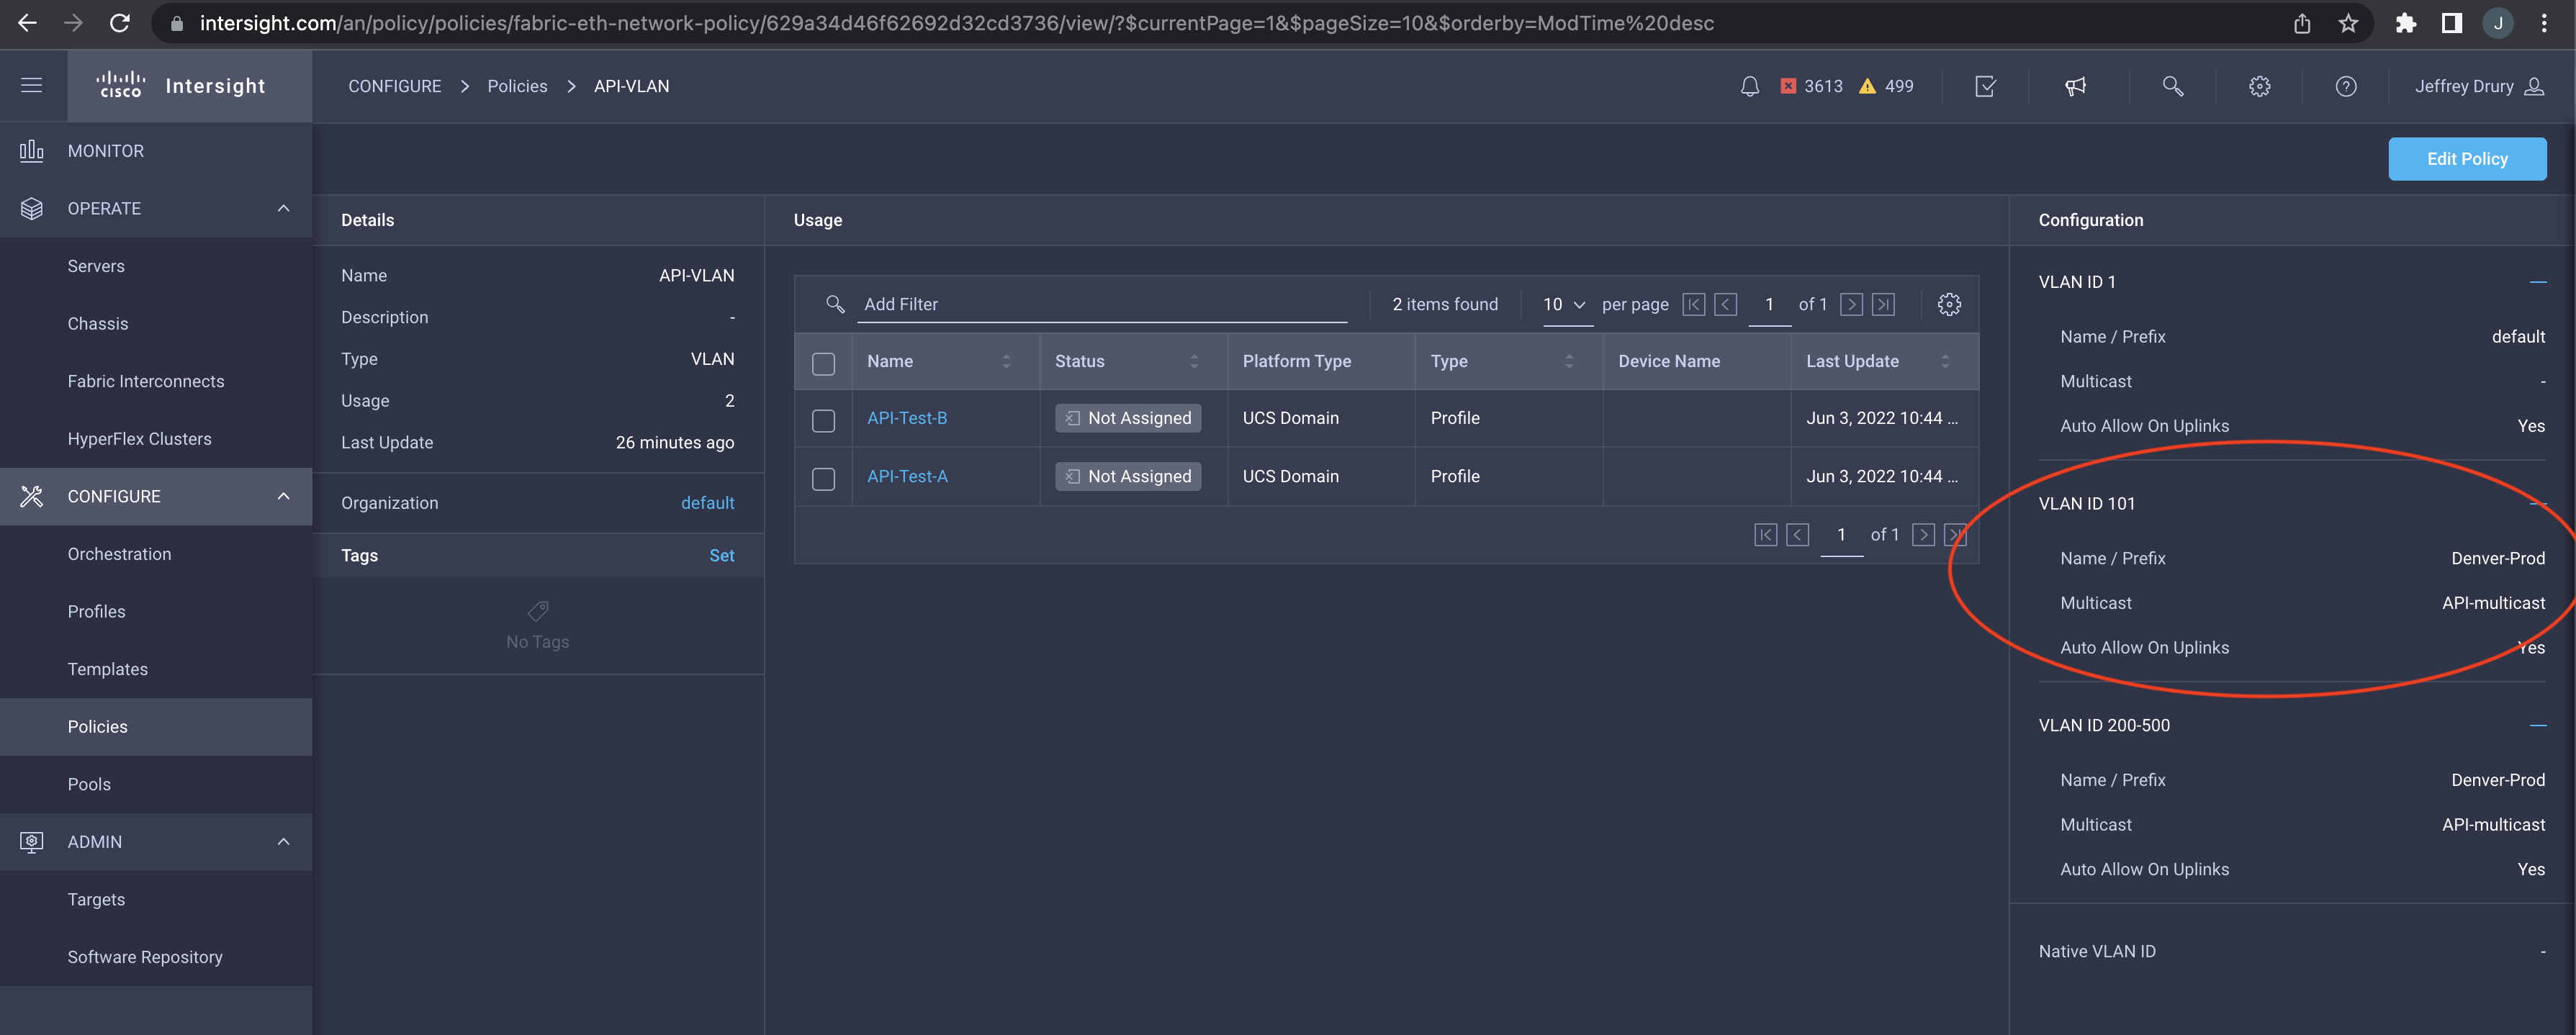 intersight.com/an/policy/policies/fabric-eth-network-policy/629a34d46f62692d32cd3736/view/?$currentPage=1&$pageSize=10&$orderby=ModTime%20desc
J
CISCO Intersight
CONFIGURE > Policies > API-VLAN
3613 499
Jeffrey Drury
MONITOR
OPERATE
Servers
Chassis
Fabric Interconnects
HyperFlex Clusters
CONFIGURE
Orchestration
Profiles
Templates
Policies
Pools
ADMIN
Targets
Software Repository
Edit Policy
Details
Name API-VLAN
Description -
Type VLAN
Usage 2
Last Update 26 minutes ago
Organization default
Tags Set
No Tags
Usage
Add Filter 2 items found 10 per page 1 of 1
Name Status Platform Type Type Device Name Last Update
API-Test-B Not Assigned UCS Domain Profile Jun 3, 2022 10:44 ...
API-Test-A Not Assigned UCS Domain Profile Jun 3, 2022 10:44 ...
1 of 1
Configuration
VLAN ID 1
Name / Prefix default
Multicast -
Auto Allow On Uplinks Yes
VLAN ID 101
Name / Prefix Denver-Prod
Multicast API-multicast
Auto Allow On Uplinks Yes
VLAN ID 200-500
Name / Prefix Denver-Prod
Multicast API-multicast
Auto Allow On Uplinks Yes
Native VLAN ID -